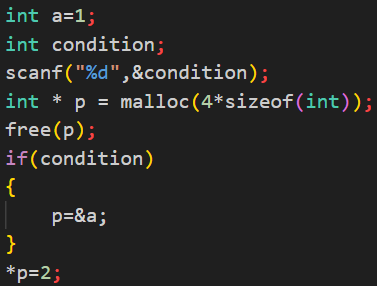 int a=1;
int condition;
scanf("%d",&condition);
int * p = malloc(4*sizeof(int));
free(p);
if(condition)
{
    p=&a;
}
*p=2;